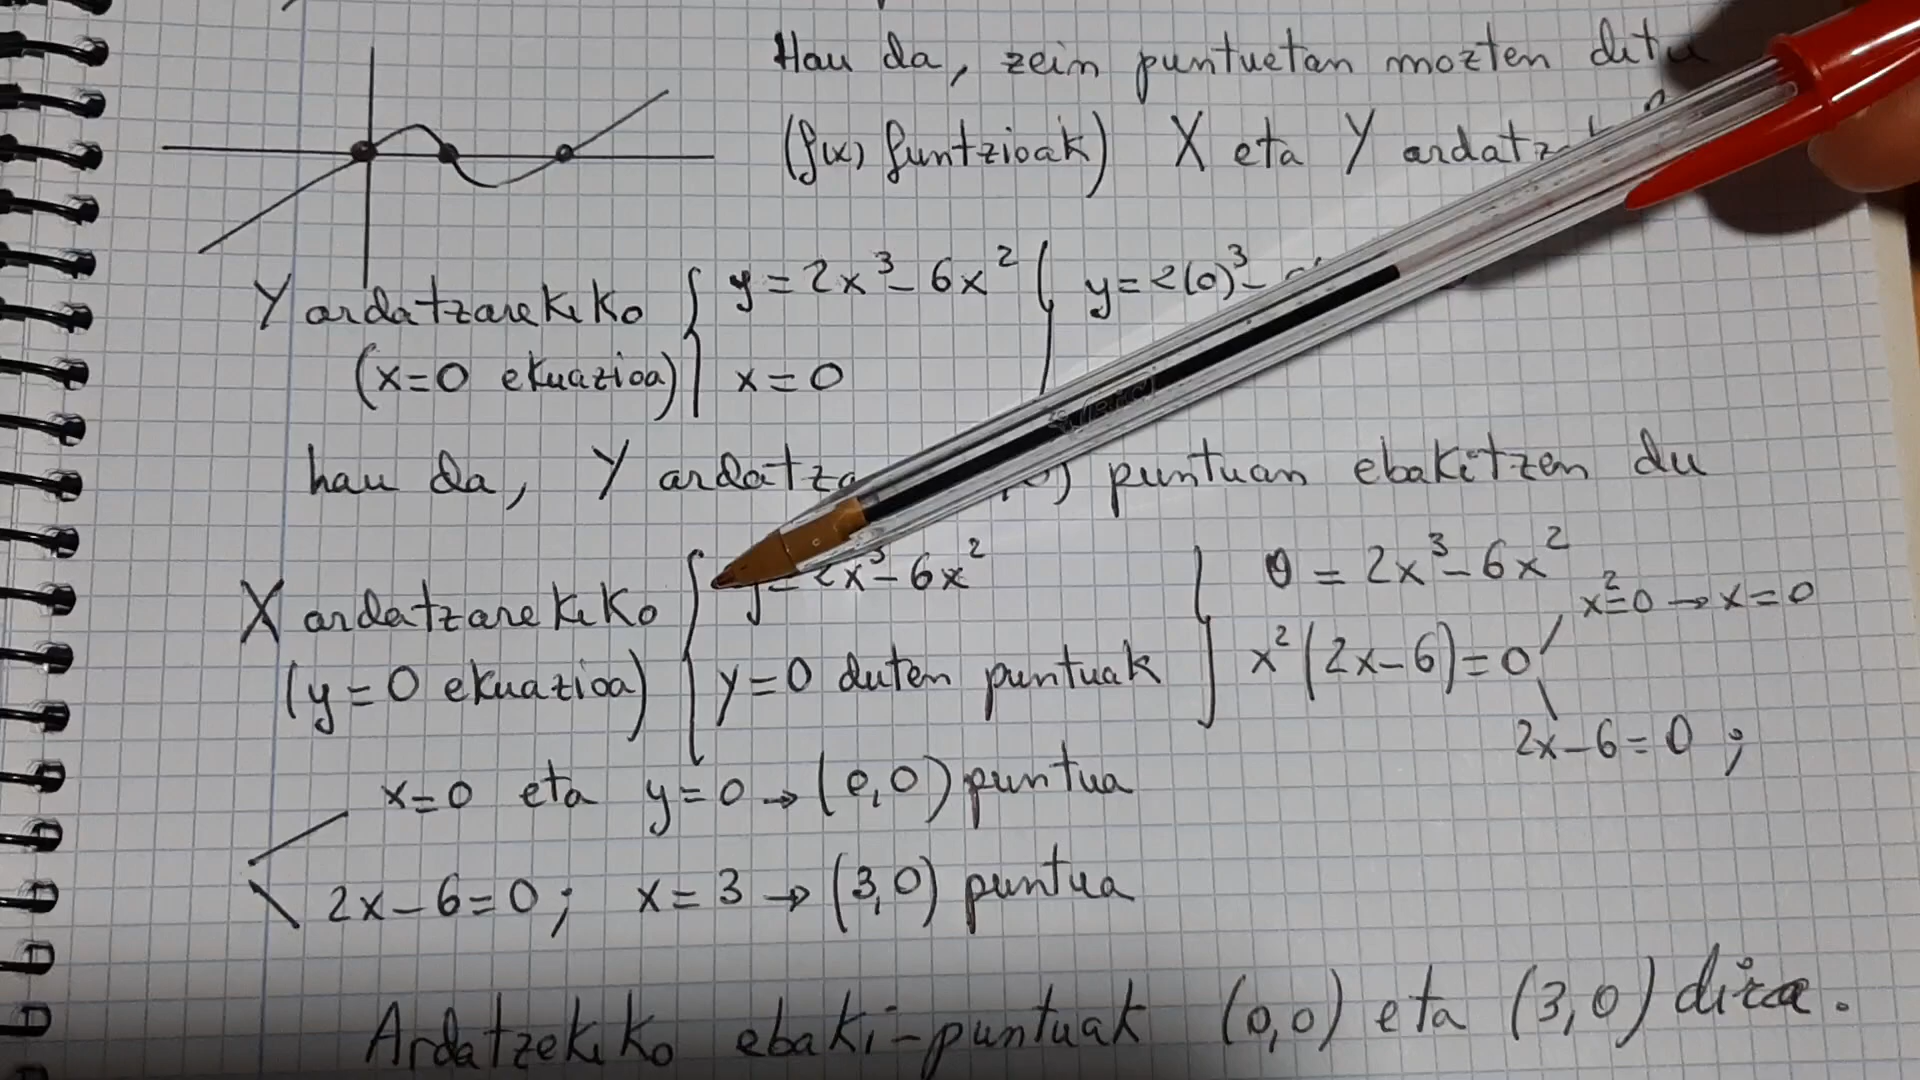 Hau da, zein puntuetan mozten ditu
(f(x) funtzioak) X eta Y
Y ardatzarekiko { y = 2x³ - 6x² } y = 2(0)³ -
(x=0 ekuazioa) x = 0
hau da, Y puntuan ebakitzen du
X ardatzarekiko { y = 2x³ - 6x² } 0 = 2x³ - 6x²
x²=0 → x=0
(y=0 ekuazioa) y=0 duten puntuak x²(2x-6)=0
2x-6=0 ;
x=0 eta y=0 → (0,0) puntua
2x-6=0; x=3 → (3,0) puntua
Ardatzekiko ebaki-puntuak (0,0) eta (3,0) dira.